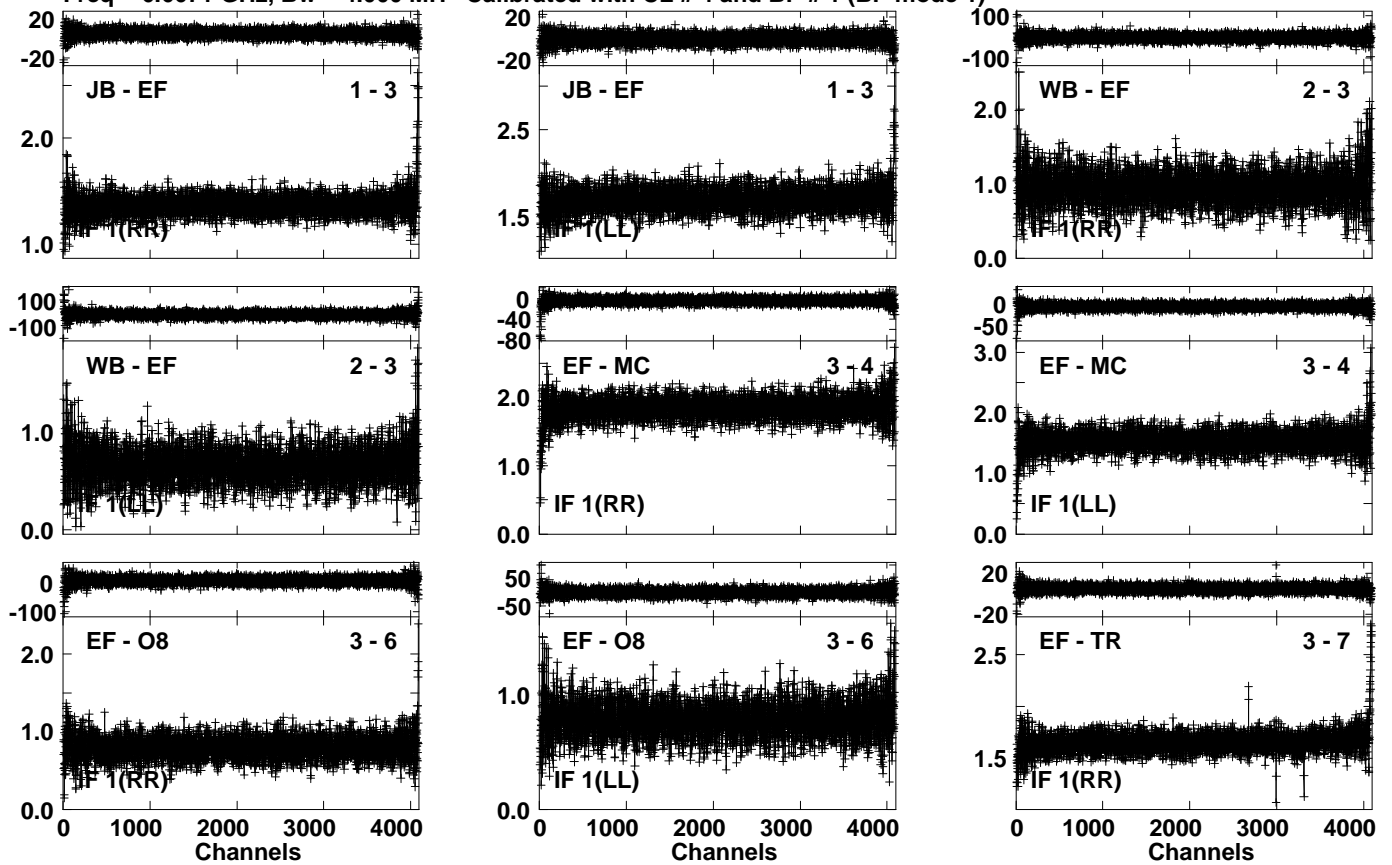 Calibrated with and
20 20 100
-20 -20 -100
JB - EF 1 - 3 JB - EF 1 - 3 WB - EF 2 - 3
2.0 2.5 2.0
1.0 1.5 1.0
IF 1(RR) IF 1(LL) IF 1(RR)
0.0
100 0 0
-100 -40 -50
-80
WB - EF 2 - 3 EF - MC 3 - 4 EF - MC 3 - 4
3.0
1.0 2.0 2.0
1.0 1.0
IF 1(LL) IF 1(RR) IF 1(LL)
0.0 0.0 0.0
0 50 20
-100 -50 -20
EF - O8 3 - 6 EF - O8 3 - 6 EF - TR 3 - 7
2.0 1.0 2.5
1.0 1.5
IF 1(RR) IF 1(LL) IF 1(RR)
0.0 0.0
0 1000 2000 3000 4000 0 1000 2000 3000 4000 0 1000 2000 3000 4000
Channels Channels Channels